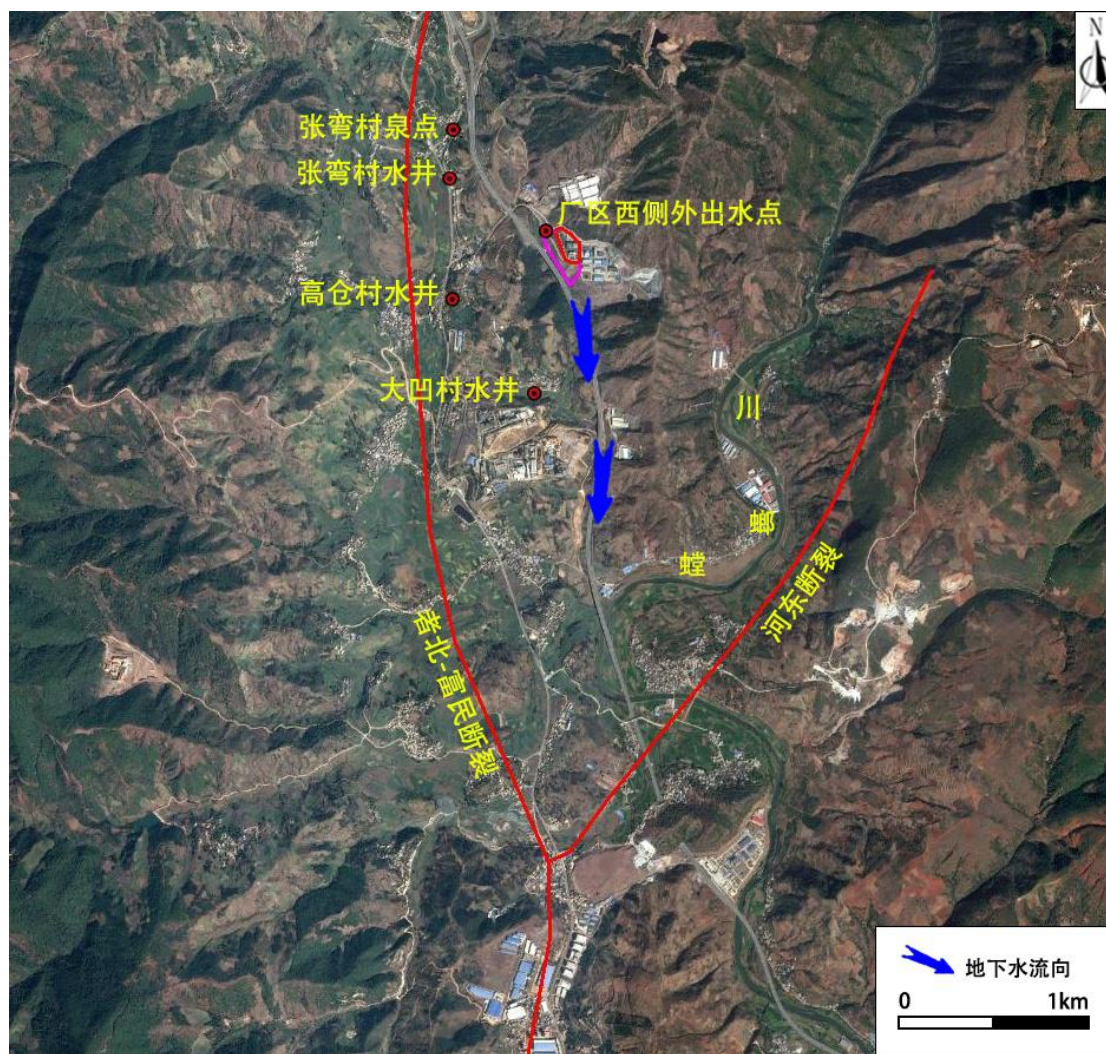 N
张弯村泉点
张弯村水井
厂区西侧外出水点
高仓村水井
大凹村水井
川
螂
螳
河东断裂
者北-富民断裂
地下水流向
0 1km